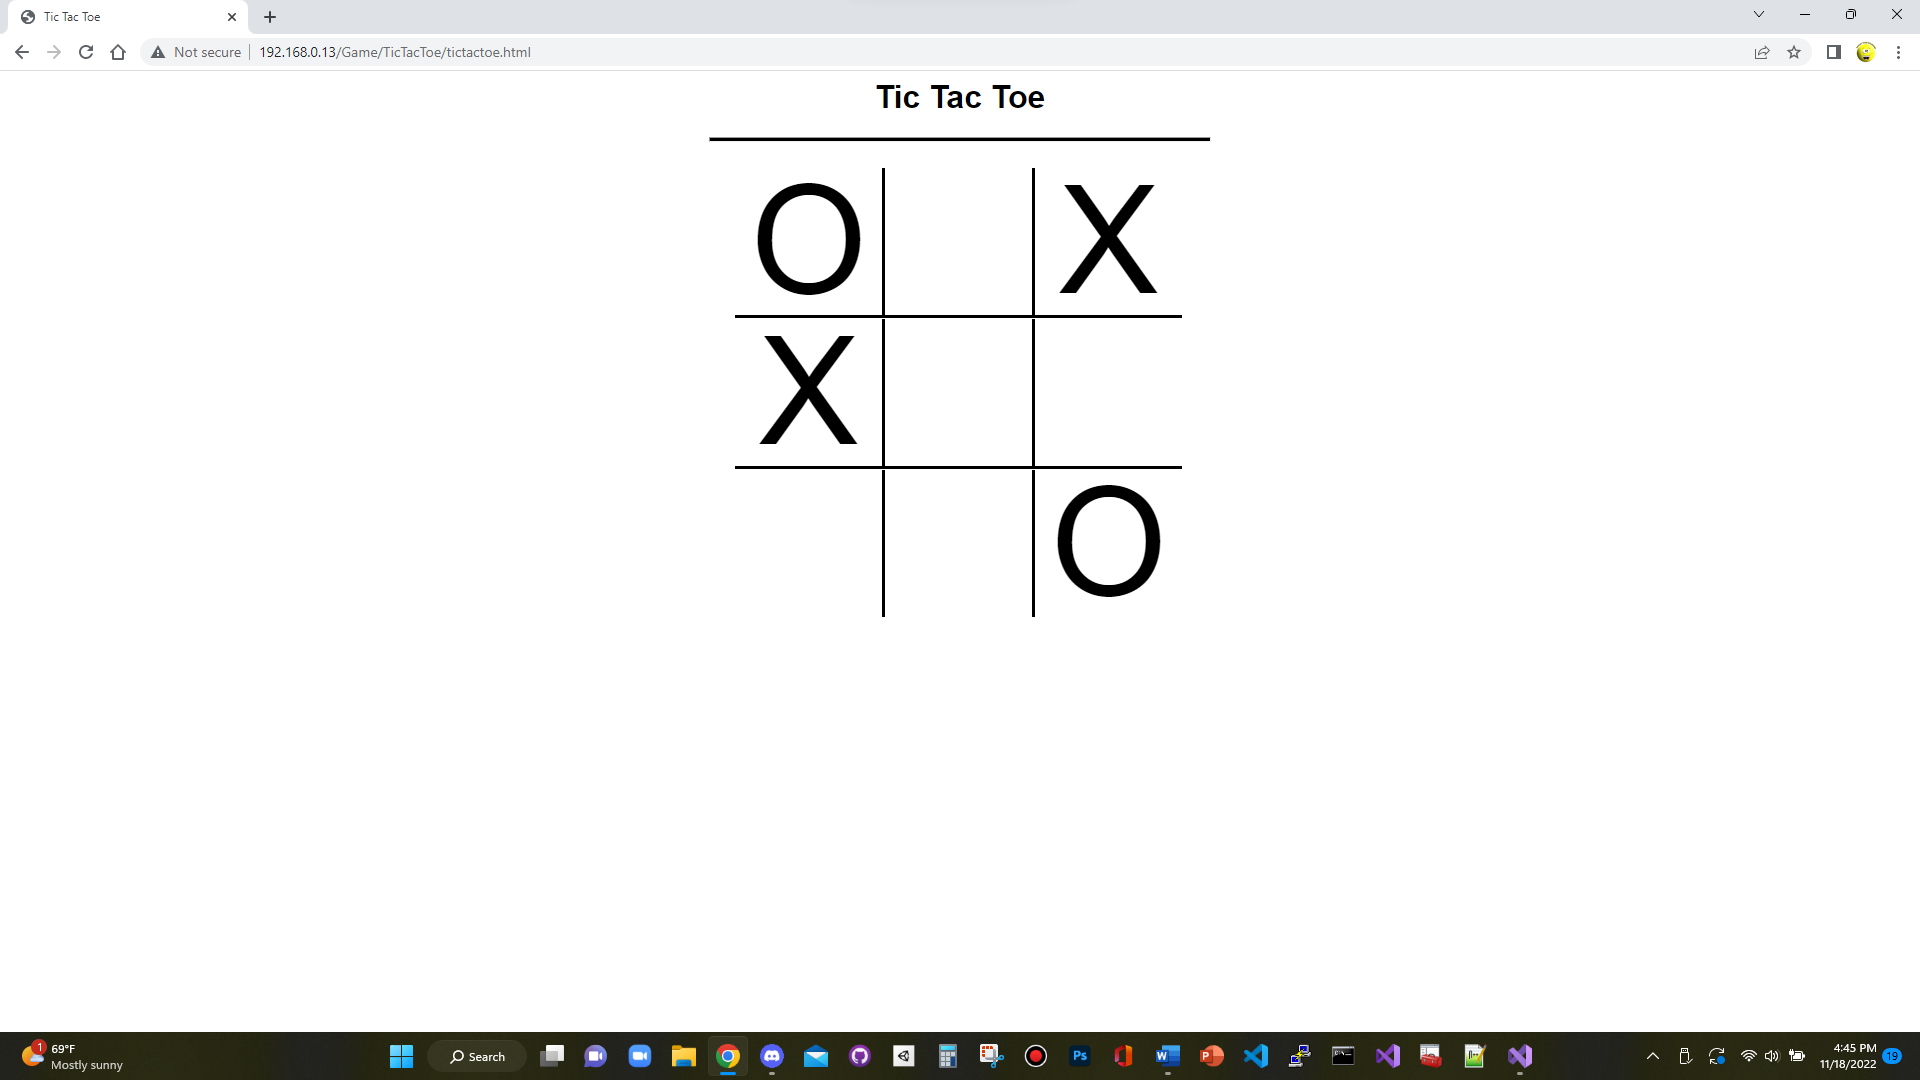 Tic Tac Toe
Not secure
192.168.0.13/Game/TicTacToe/tictactoe.html
Tic Tac Toe
O X
X
O
1
69°F
Mostly sunny
Search
Ps
4:45 PM
11/18/2022
19